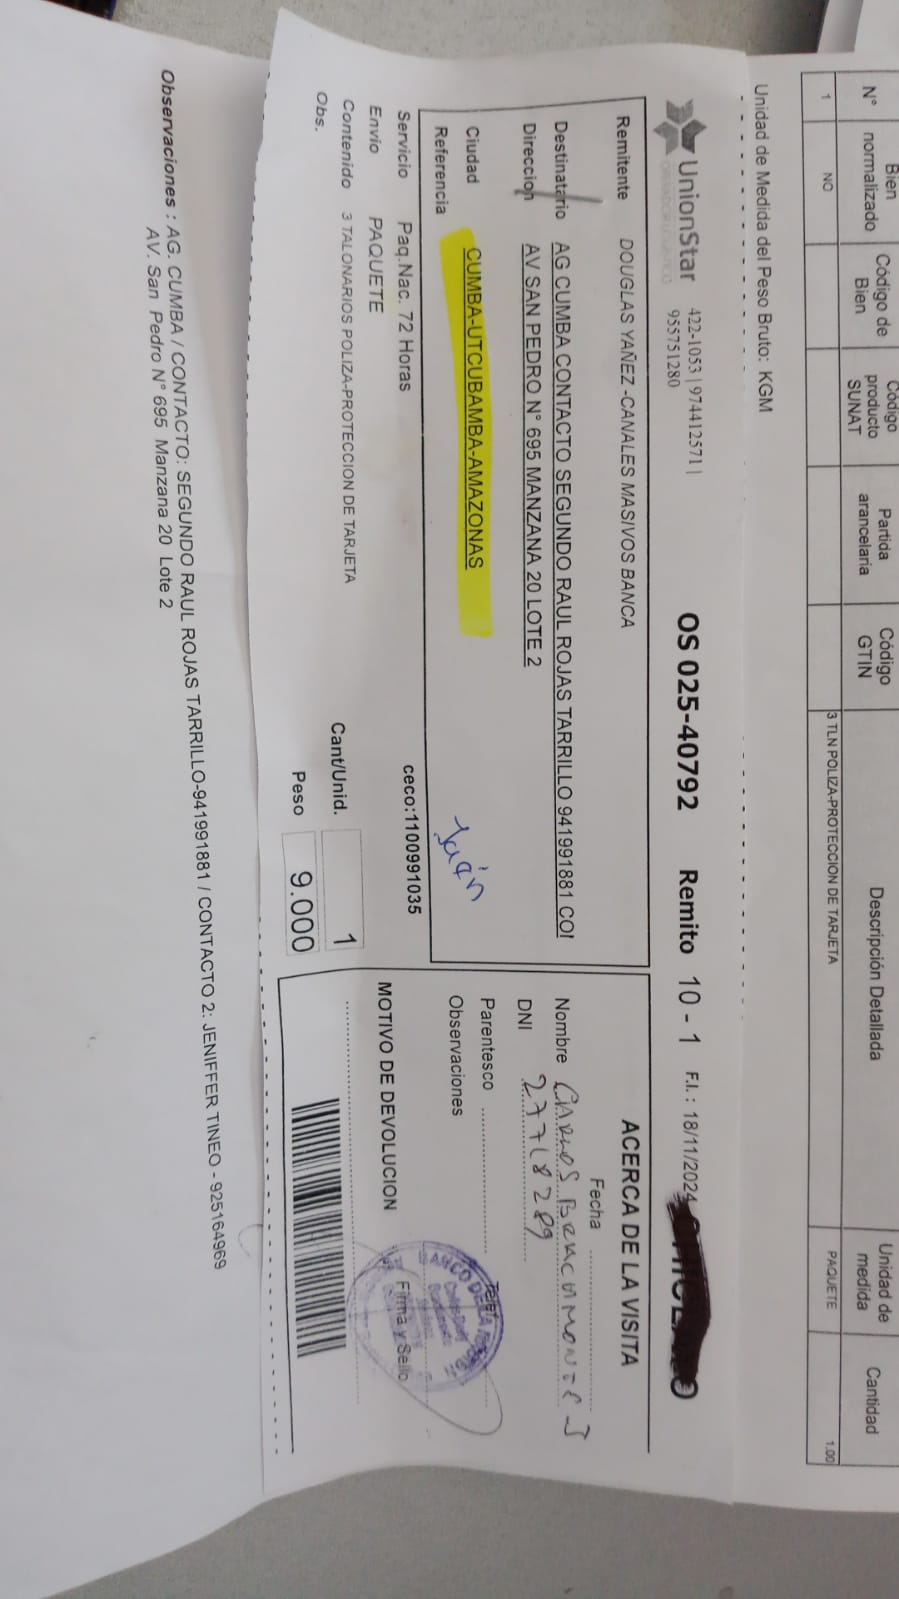 N° Bien normalizado Código de Bien Código producto SUNAT Partida arancelaria Código GTIN Descripción Detallada Unidad de medida Cantidad
1 NO 3 TLN POLIZA-PROTECCION DE TARJETA PAQUETE 1.00
Unidad de Medida del Peso Bruto: KGM
UnionStar 422-1053 | 974412571 | OS 025-40792 Remito 10 - 1 F.I.: 18/11/2024
955751280
Remitente DOUGLAS YAÑEZ -CANALES MASIVOS BANCA
Destinatario AG CUMBA CONTACTO SEGUNDO RAUL ROJAS TARRILLO 941991881 CO
Direccion AV SAN PEDRO N° 695 MANZANA 20 LOTE 2
Ciudad CUMBA-UTCUBAMBA-AMAZONAS
Referencia Jaén
Servicio Paq.Nac. 72 Horas ceco:1100991035
Envio PAQUETE
Contenido 3 TALONARIOS POLIZA-PROTECCION DE TARJETA Cant/Unid. 1
Obs. Peso 9.000
ACERCA DE LA VISITA
Fecha
Nombre CARLOS BRACAMONTE J
DNI 27718289
Parentesco
Observaciones
MOTIVO DE DEVOLUCION
Firma y Sello
Observaciones : AG. CUMBA / CONTACTO: SEGUNDO RAUL ROJAS TARRILLO-941991881 / CONTACTO 2: JENIFFER TINEO - 925164969
AV. San Pedro N° 695 Manzana 20 Lote 2